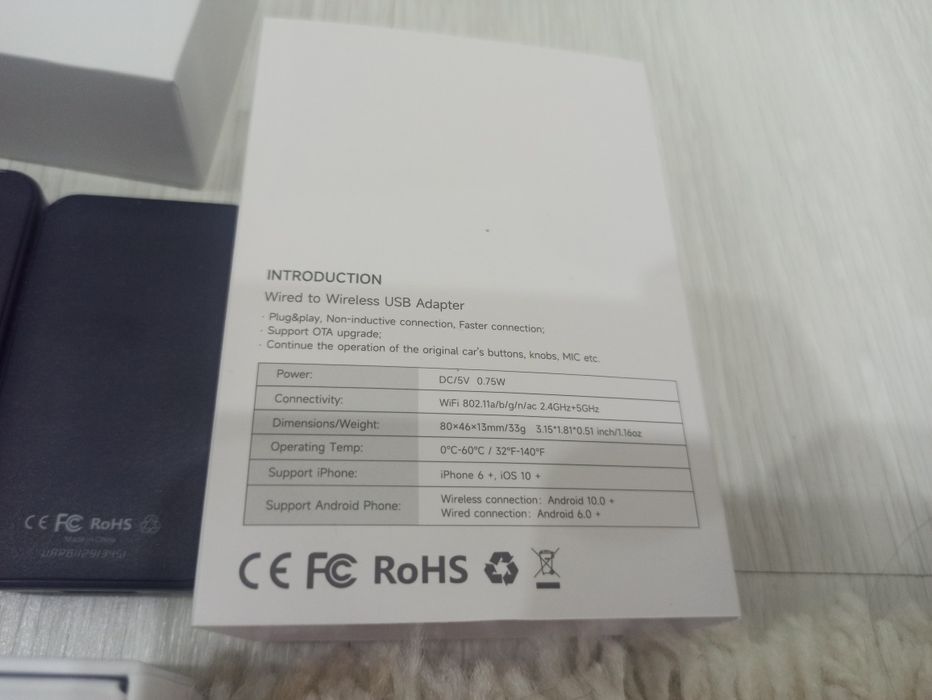 INTRODUCTION
Wired to Wireless USB Adapter
· Plug&play, Non-inductive connection, Faster connection;
· Support OTA upgrade;
· Continue the operation of the original car's buttons, knobs, MIC etc.
Power: DC/5V 0.75W
Connectivity: WiFi 802.11a/b/g/n/ac 2.4GHz+5GHz
Dimensions/Weight: 80×46×13mm/33g 3.15*1.81*0.51 inch/1.16oz
Operating Temp: 0°C-60°C / 32°F-140°F
Support iPhone: iPhone 6 +, iOS 10 +
Support Android Phone: Wireless connection: Android 10.0 +
Wired connection: Android 6.0 +
CE FC RoHS
CE FC RoHS
Made in China